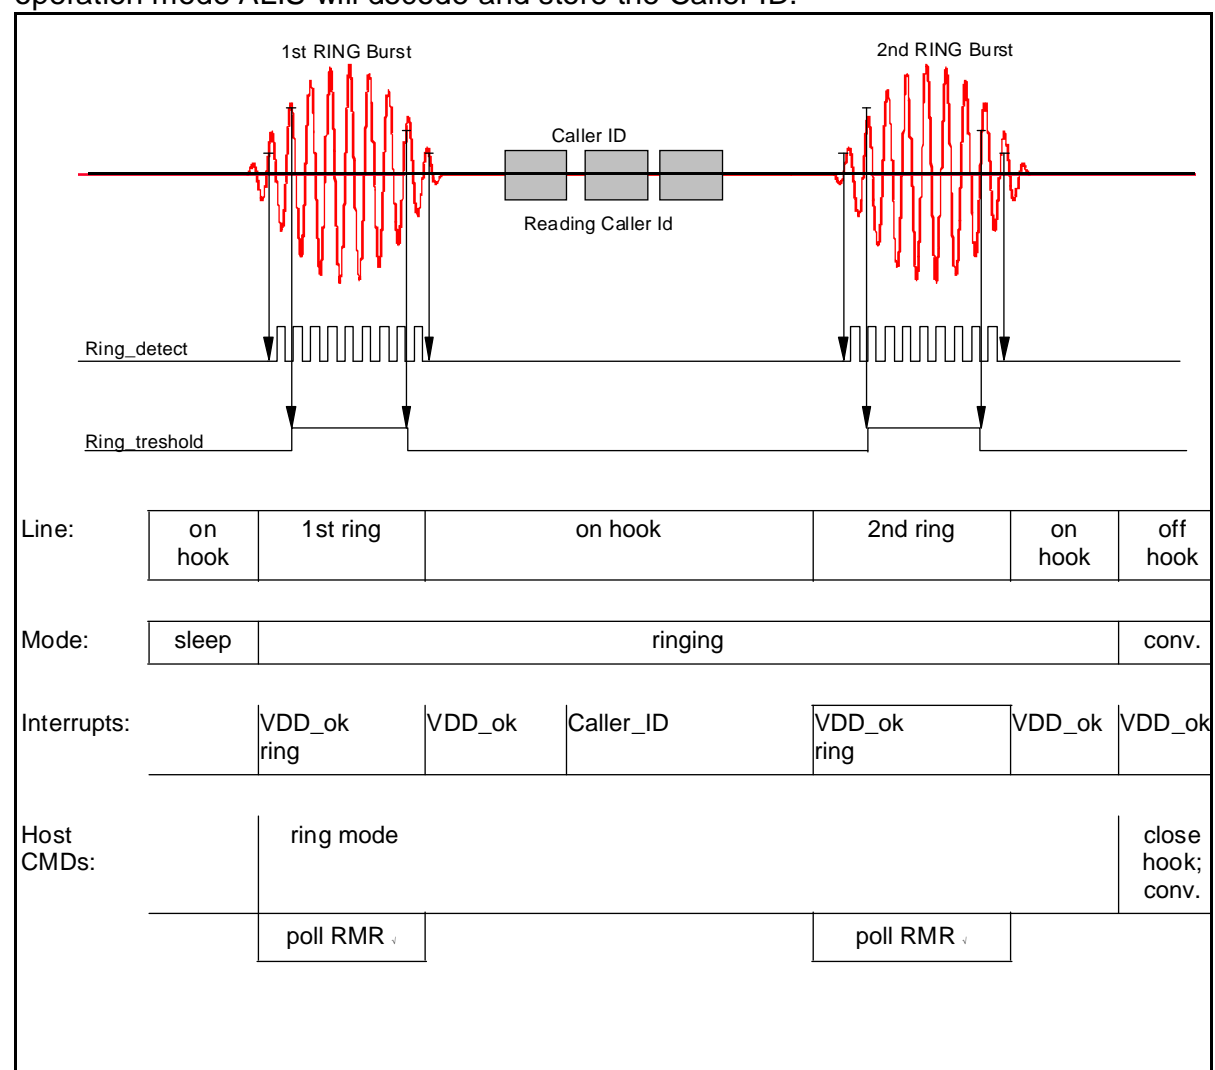 operation mode ALIS will decode and store the Caller ID.
1st RING Burst
2nd RING Burst
Caller ID
Reading Caller Id
Ring_detect
Ring_treshold
Line:
on
hook
1st ring
on hook
2nd ring
on
hook
off
hook
Mode:
sleep
ringing
conv.
Interrupts:
VDD_ok
ring
VDD_ok
Caller_ID
VDD_ok
ring
VDD_ok
VDD_ok
Host
CMDs:
ring mode
close
hook;
conv.
poll RMR √
poll RMR √